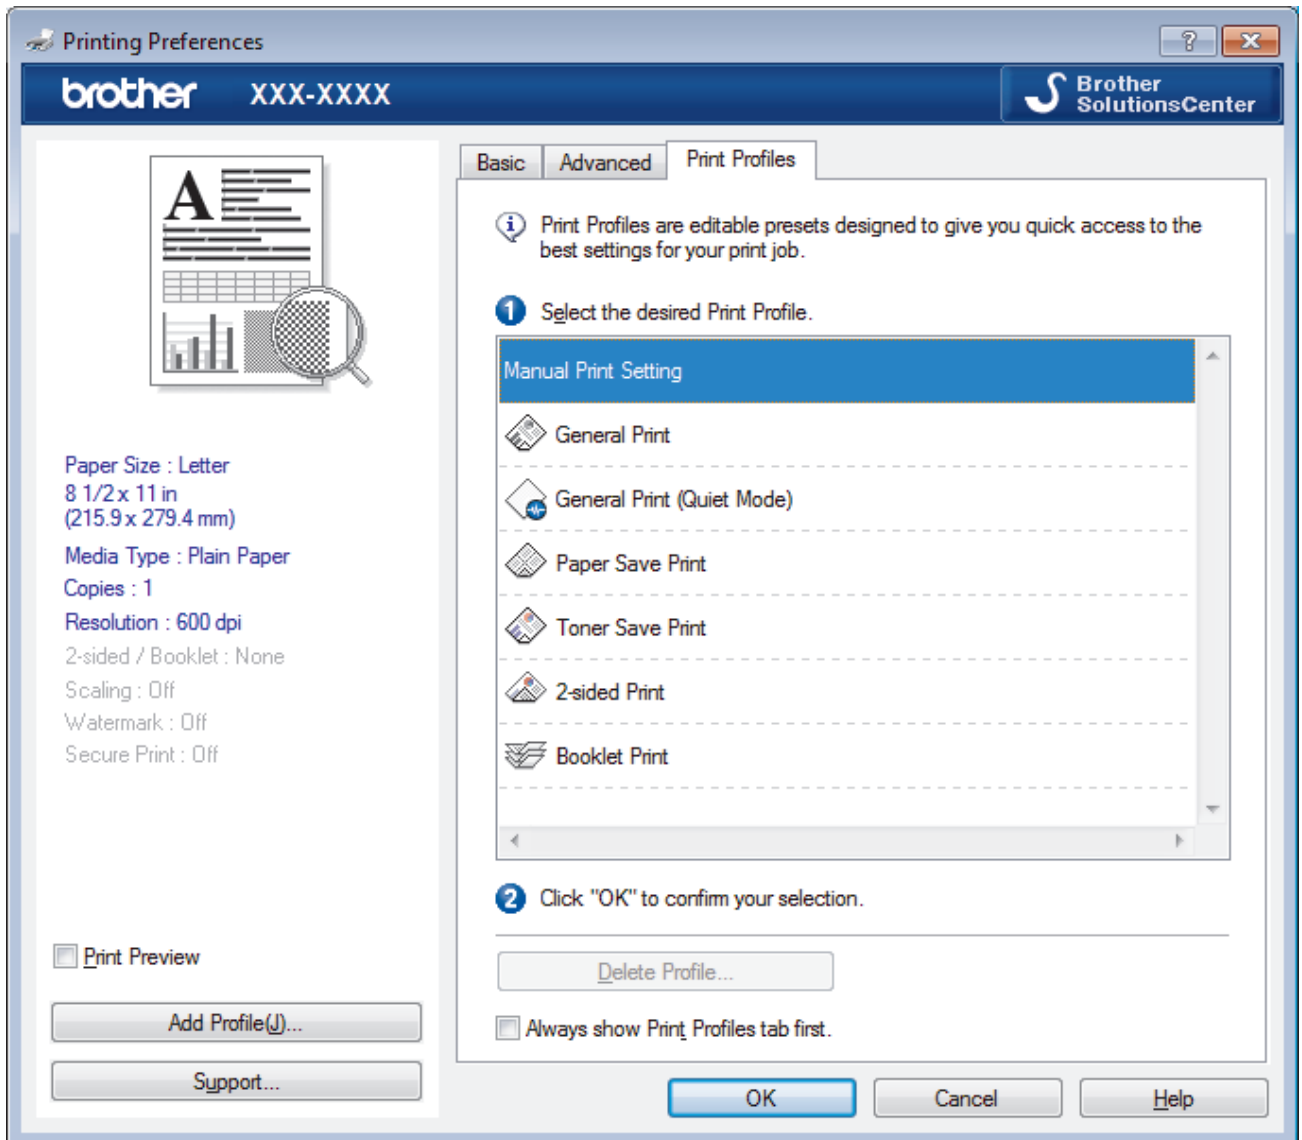 Printing Preferences
brother XXX-XXXX
Brother
SolutionsCenter
A
Paper Size : Letter
8 1/2 x 11 in
(215.9 x 279.4 mm)
Media Type : Plain Paper
Copies : 1
Resolution : 600 dpi
2-sided / Booklet : None
Scaling : Off
Watermark : Off
Secure Print : Off
Print Preview
Add Profile(J)...
Support...
Basic Advanced Print Profiles
Print Profiles are editable presets designed to give you quick access to the
best settings for your print job.
1 Select the desired Print Profile.
Manual Print Setting
General Print
General Print (Quiet Mode)
Paper Save Print
Toner Save Print
2-sided Print
Booklet Print
2 Click "OK" to confirm your selection.
Delete Profile...
Always show Print Profiles tab first.
OK Cancel Help